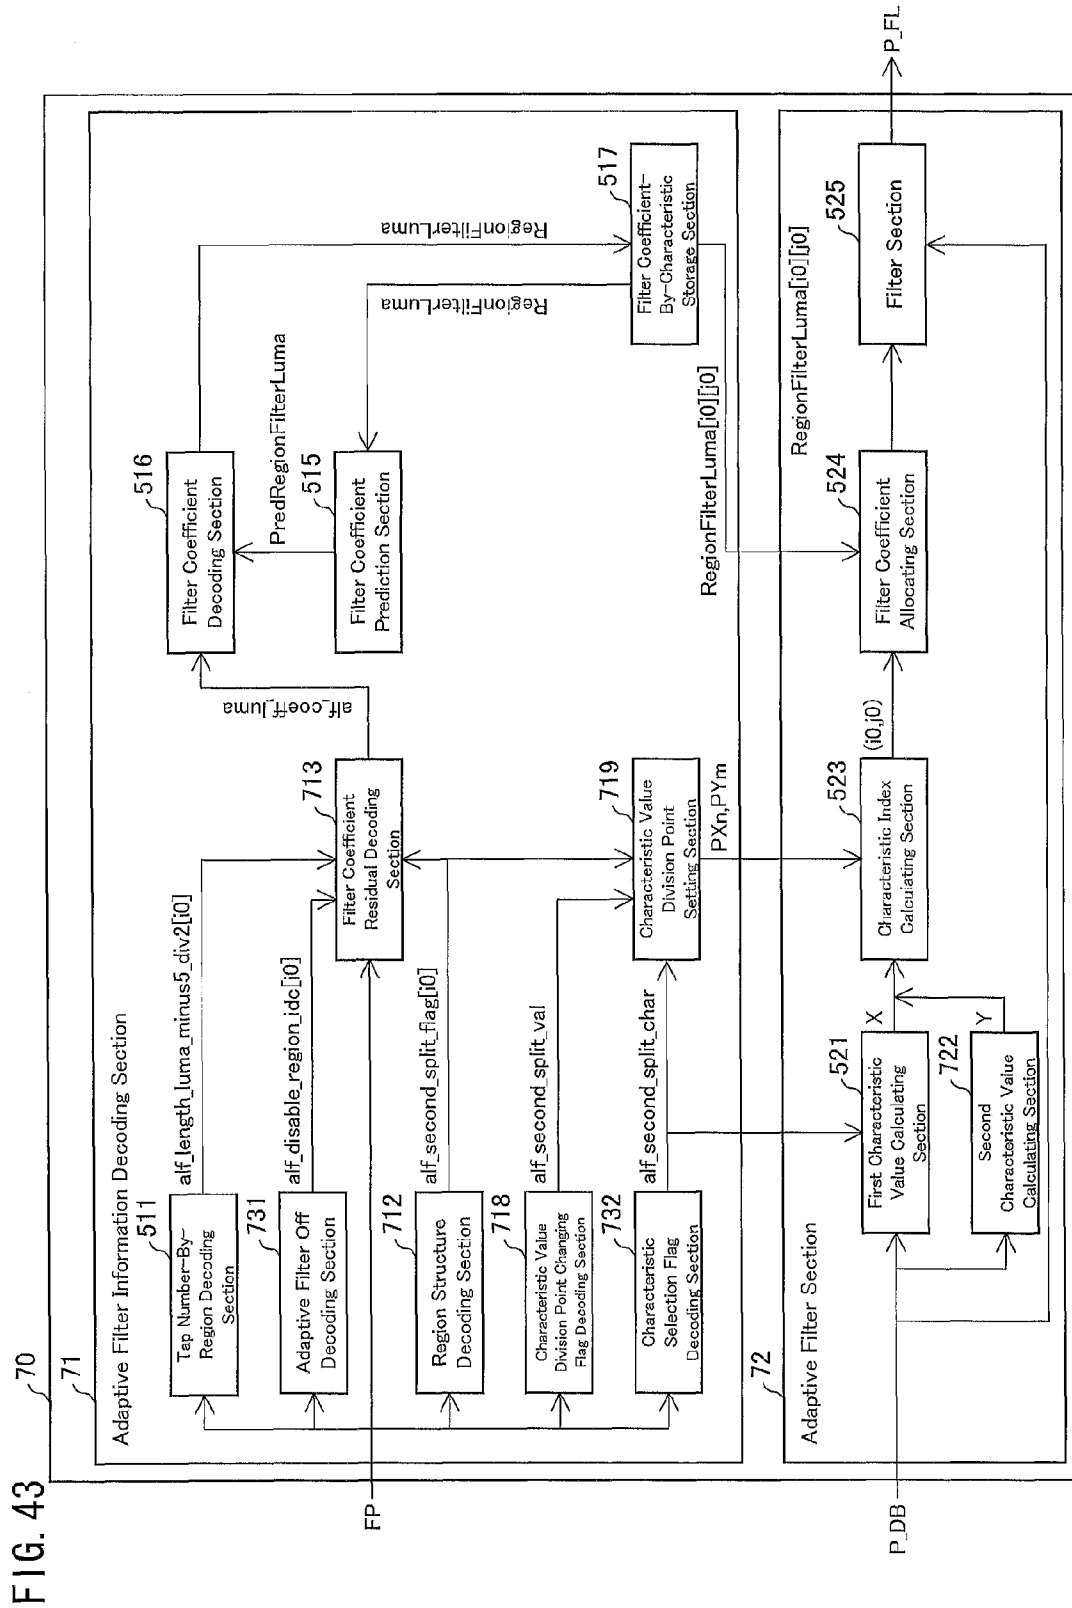 FIG. 43
70
71
Adaptive Filter Information Decoding Section
511
Tap Number-By-
Region Decoding
Section
alf_length_luma_minus5_div2[i0]
731
Adaptive Filter Off
Decoding Section
alf_disable_region_idc[i0]
FP
712
Region Structure
Decoding Section
alf_second_split_flag[i0]
718
Characteristic Value
Division Point Changing
Flag Decoding Section
alf_second_split_val
732
Characteristic
Selection Flag
Decoding Section
alf_second_split_char
713
Filter Coefficient
Residual Decoding
Section
alf_coeff_luma
719
Characteristic Value
Division Point
Setting Section
PXn,PYm
516
Filter Coefficient
Decoding Section
PredRegionFilterLuma
515
Filter Coefficient
Prediction Section
RegionFilterLuma
RegionFilterLuma
517
Filter Coefficient-
By-Characteristic
Storage Section
RegionFilterLuma[i0][j0]
72
Adaptive Filter Section
P_DB
521
First Characteristic
Value Calculating
Section
X
722
Second
Characteristic Value
Calculating Section
Y
523
Characteristic Index
Calculating Section
(i0,j0)
524
Filter Coefficient
Allocating Section
RegionFilterLuma[i0][j0]
525
Filter Section
P_FL